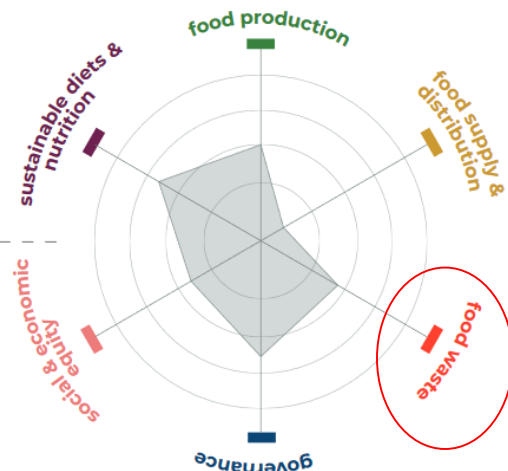 food production
food supply &
distribution
food waste
governance
social & economic
equity
sustainable diets &
nutrition